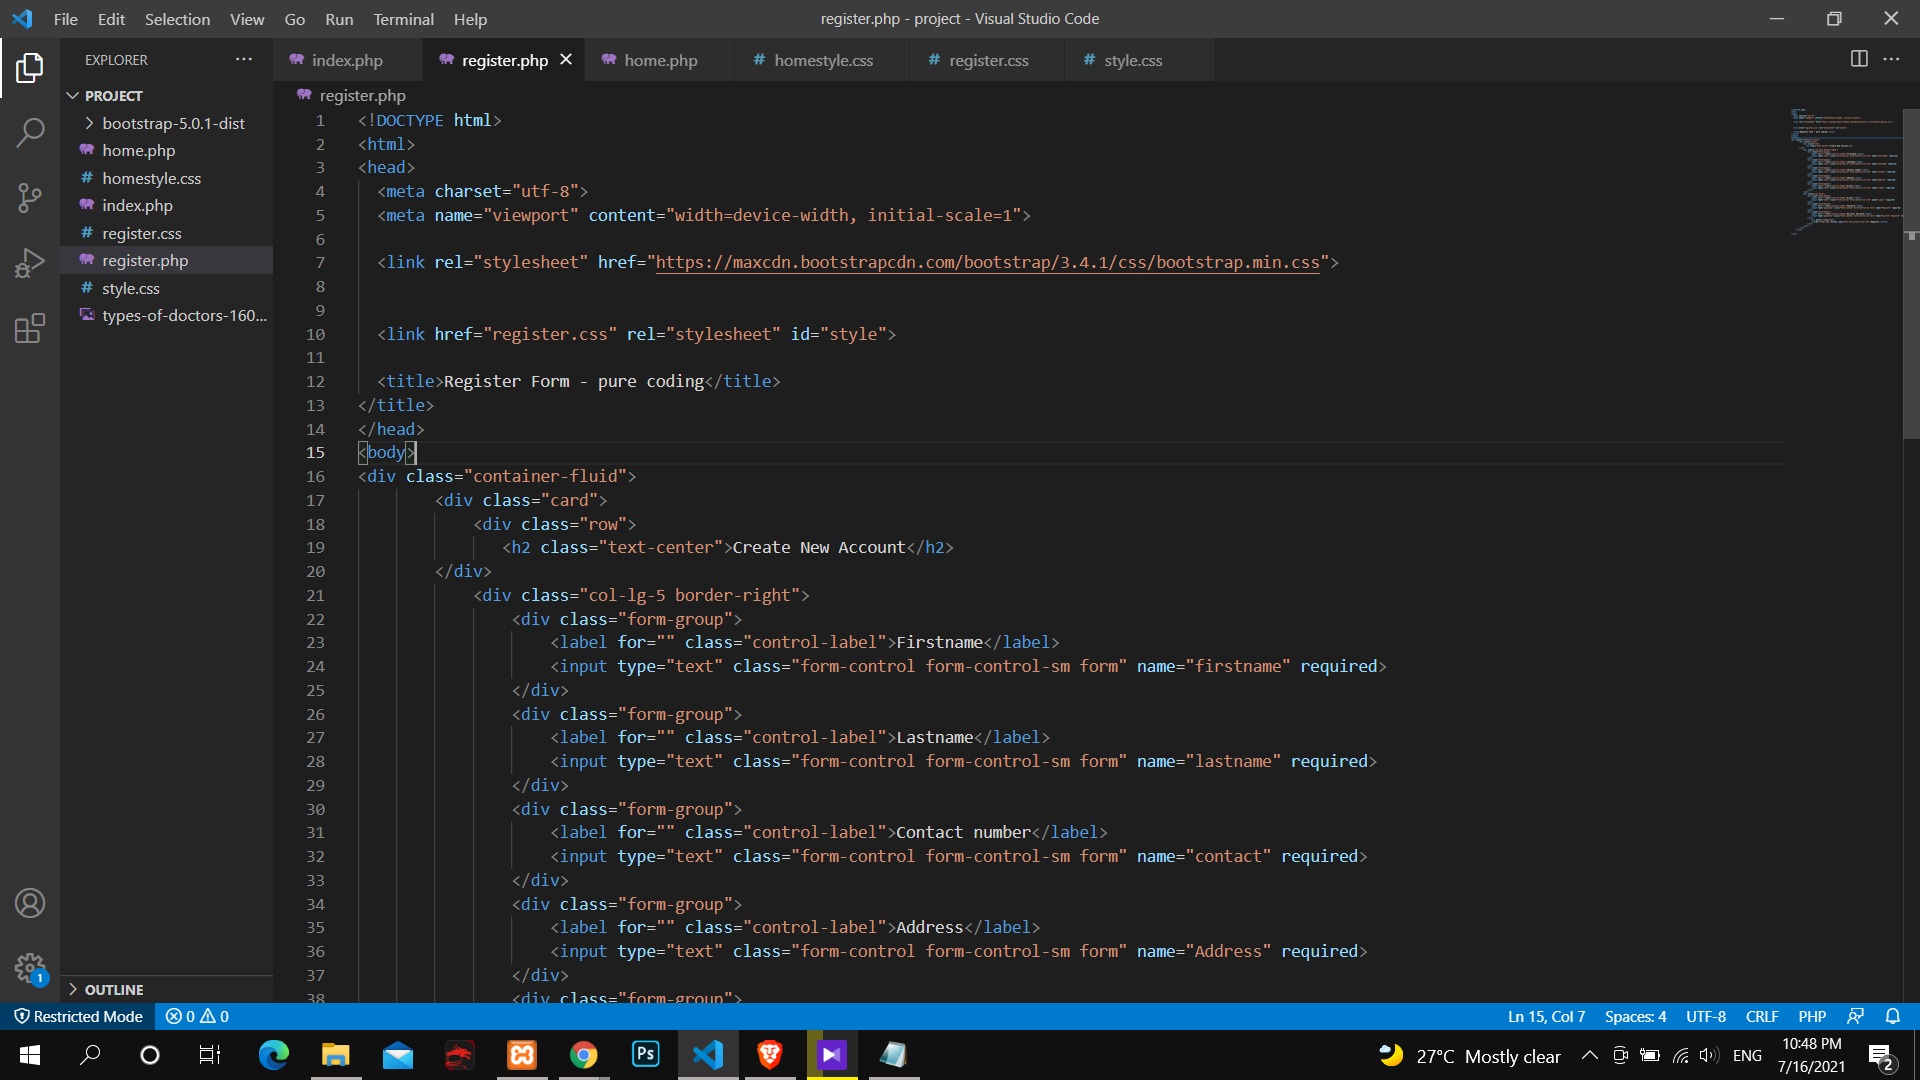 File Edit Selection View Go Run Terminal Help
register.php - project - Visual Studio Code
EXPLORER
PROJECT
bootstrap-5.0.1-dist
home.php
homestyle.css
index.php
register.css
register.php
style.css
types-of-doctors-160...
OUTLINE
index.php register.php home.php homestyle.css register.css style.css
register.php
1 <!DOCTYPE html>
2 <html>
3 <head>
4 <meta charset="utf-8">
5 <meta name="viewport" content="width=device-width, initial-scale=1">
6
7 <link rel="stylesheet" href="https://maxcdn.bootstrapcdn.com/bootstrap/3.4.1/css/bootstrap.min.css">
8
9
10 <link href="register.css" rel="stylesheet" id="style">
11
12 <title>Register Form - pure coding</title>
13 </title>
14 </head>
15 <body>
16 <div class="container-fluid">
17 <div class="card">
18 <div class="row">
19 <h2 class="text-center">Create New Account</h2>
20 </div>
21 <div class="col-lg-5 border-right">
22 <div class="form-group">
23 <label for="" class="control-label">Firstname</label>
24 <input type="text" class="form-control form-control-sm form" name="firstname" required>
25 </div>
26 <div class="form-group">
27 <label for="" class="control-label">Lastname</label>
28 <input type="text" class="form-control form-control-sm form" name="lastname" required>
29 </div>
30 <div class="form-group">
31 <label for="" class="control-label">Contact number</label>
32 <input type="text" class="form-control form-control-sm form" name="contact" required>
33 </div>
34 <div class="form-group">
35 <label for="" class="control-label">Address</label>
36 <input type="text" class="form-control form-control-sm form" name="Address" required>
37 </div>
38 <div class="form-group">
1
Restricted Mode 0 0
Ln 15, Col 7 Spaces: 4 UTF-8 CRLF PHP
Ps
27°C Mostly clear
ENG
10:48 PM
7/16/2021
2